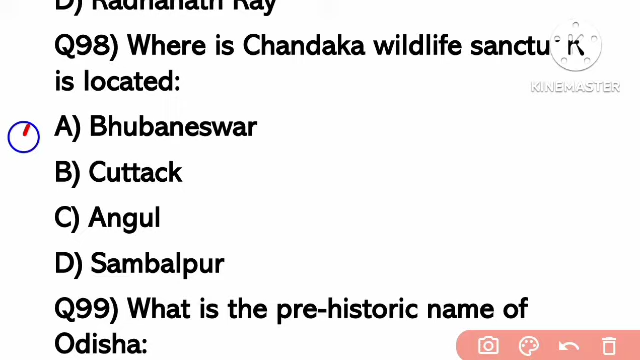 D) Radhanath Ray
Q98) Where is Chandaka wildlife sanctu K
is located:
KINEMASTER
A) Bhubaneswar
B) Cuttack
C) Angul
D) Sambalpur
Q99) What is the pre-historic name of
Odisha: